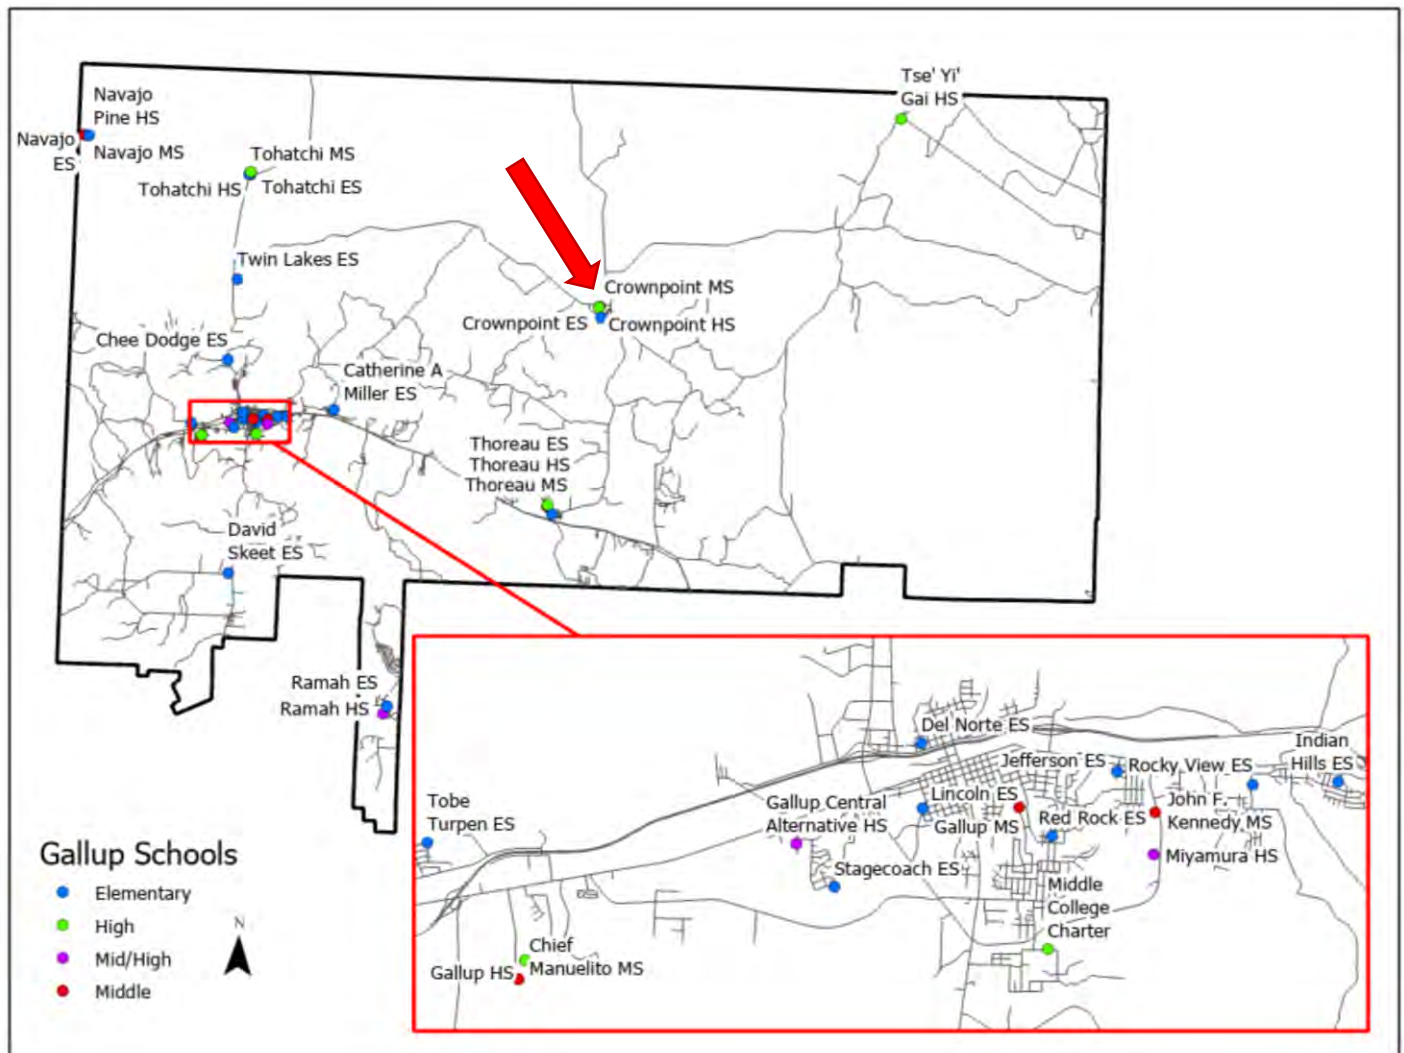 Tse' Yi'
Gai HS
Navajo
Pine HS
Navajo
ES
Navajo MS
Tohatchi MS
Tohatchi HS
Tohatchi ES
Twin Lakes ES
Crownpoint MS
Crownpoint ES
Crownpoint HS
Chee Dodge ES
Catherine A
Miller ES
Thoreau ES
Thoreau HS
Thoreau MS
David
Skeet ES
Ramah ES
Ramah HS
Del Norte ES
Indian
Hills ES
Jefferson ES
Rocky View ES
Tobe
Turpen ES
Gallup Central
Alternative HS
Lincoln ES
Gallup MS
Red Rock ES
John F.
Kennedy MS
Miyamura HS
Stagecoach ES
Middle
College
Charter
Chief
Manuelito MS
Gallup HS
Gallup Schools
Elementary
High
Mid/High
Middle
N